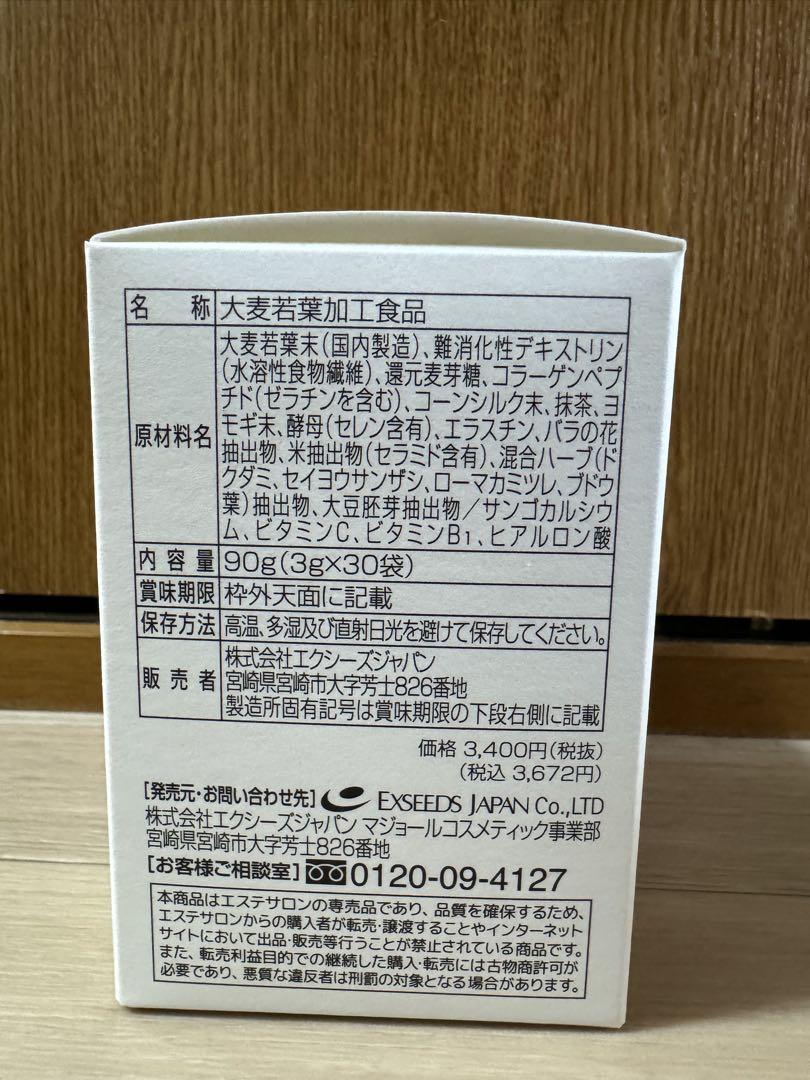 名称 大麦若葉加工食品
原材料名
大麦若葉末(国内製造)、難消化性デキストリン
(水溶性食物繊維)、還元麦芽糖、コラーゲンペプ
チド(ゼラチンを含む)、コーンシルク末、抹茶、ヨ
モギ末、酵母(セレン含有)、エラスチン、バラの花
抽出物、米抽出物(セラミド含有)、混合ハーブ(ド
クダミ、セイヨウサンザシ、ローマカミツレ、ブドウ
葉)抽出物、大豆胚芽抽出物/サンゴカルシウ
ム、ビタミンC、ビタミンB1、ヒアルロン酸
内容量 90g(3g×30袋)
賞味期限 枠外天面に記載
保存方法 高温、多湿及び直射日光を避けて保存してください。
販売者
株式会社エクシーズジャパン
宮崎県宮崎市大字芳士826番地
製造所固有記号は賞味期限の下段右側に記載
価格 3,400円(税抜)
(税込 3,672円)
[発売元・お問い合わせ先] EXSEEDS JAPAN Co.,LTD
株式会社エクシーズジャパン マジョールコスメティック事業部
宮崎県宮崎市大字芳士826番地
[お客様ご相談室] 0120-09-4127
本商品はエステサロンの専売品であり、品質を確保するため、
エステサロンからの購入者が転売・譲渡することやインターネット
サイトにおいて出品・販売等行うことが禁止されている商品です。
また、転売利益目的での継続した購入・転売には古物商許可が
必要であり、悪質な違反者は刑罰の対象となる場合があります。